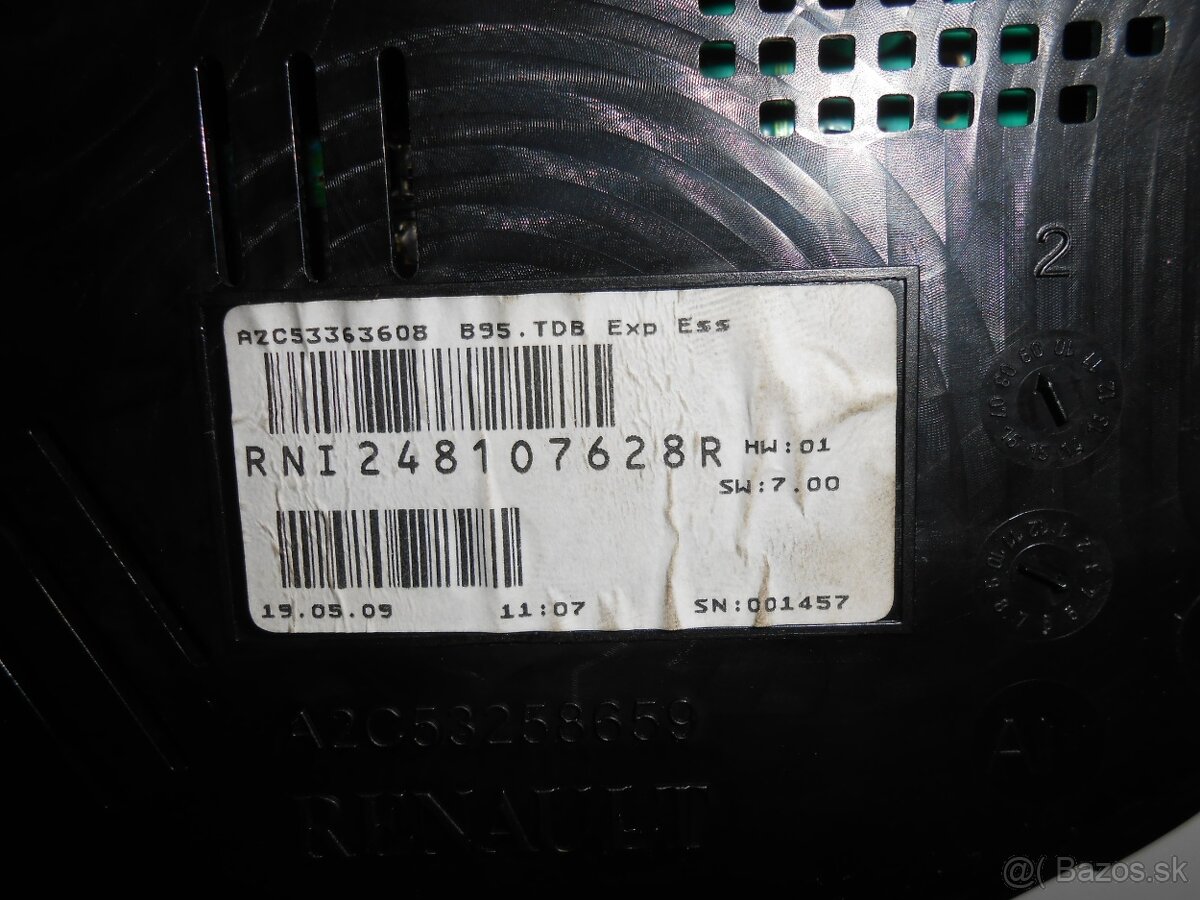 2
A2C53363608 B95.TDB Exp Ess
RNI248107628R HW:01
SW:7.00
19.05.09 11:07 SN:001457
A2C53258659
RENAULT
@( Bazos.sk